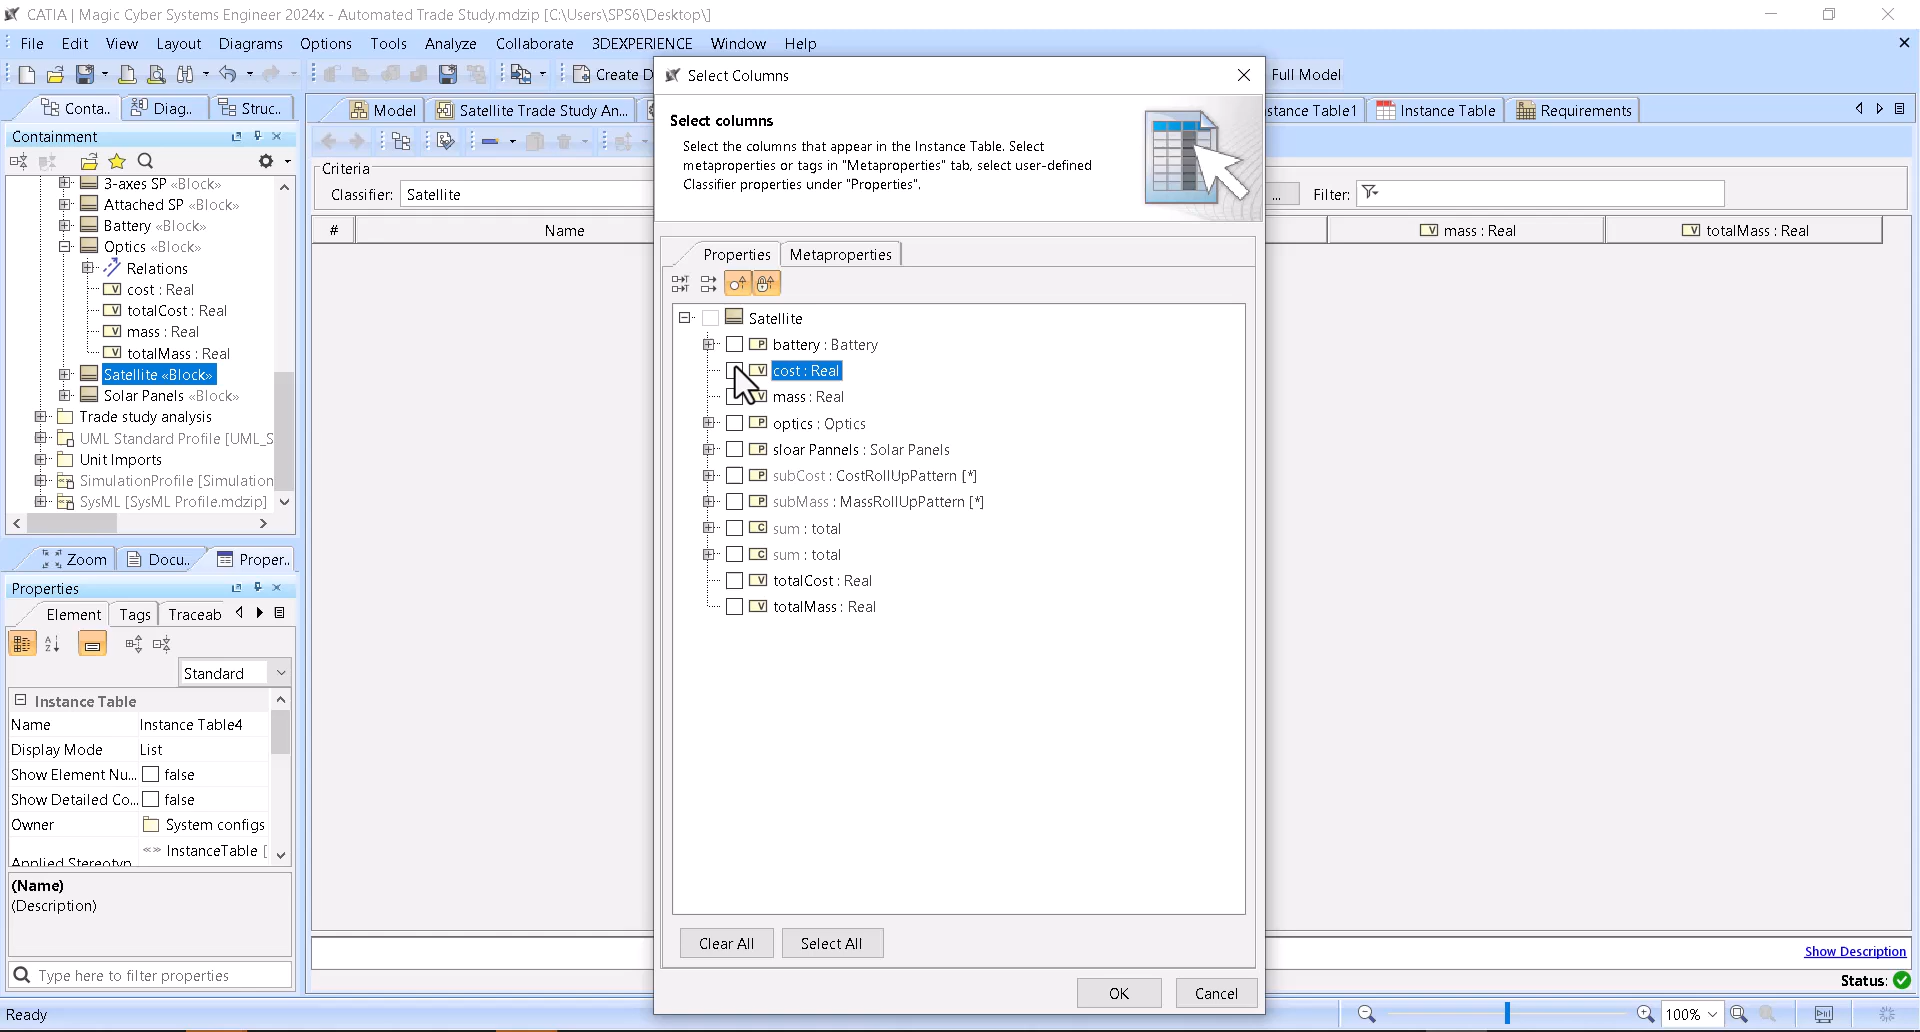 CATIA | Magic Cyber Systems Engineer 2024x - Automated Trade Study.mdzip [C:\Users\SPS6\Desktop\]
File Edit View Layout Diagrams Options Tools Analyze Collaborate 3DEXPERIENCE Window Help
Create D
Full Model
Conta.. Diag.. Struc..
Model Satellite Trade Study An... stance Table1 Instance Table Requirements
Containment
3-axes SP «Block»
Attached SP «Block»
Battery «Block»
Optics «Block»
Relations
cost : Real
totalCost : Real
mass : Real
totalMass : Real
Satellite «Block»
Solar Panels «Block»
Trade study analysis
UML Standard Profile [UML_S
Unit Imports
SimulationProfile [Simulation
SysML [SysML Profile.mdzip]
Zoom Docu.. Proper..
Properties
Element Tags Traceab
Standard
Instance Table
Name Instance Table4
Display Mode List
Show Element Nu... false
Show Detailed Co... false
Owner System configs
Applied Stereotyp InstanceTable [
(Name)
(Description)
Type here to filter properties
Ready
Criteria
Classifier: Satellite
... Filter:
# Name mass : Real totalMass : Real
Select Columns
Select columns
Select the columns that appear in the Instance Table. Select
metaproperties or tags in "Metaproperties" tab, select user-defined
Classifier properties under "Properties".
Properties Metaproperties
Satellite
battery : Battery
cost : Real
mass : Real
optics : Optics
sloar Pannels : Solar Panels
subCost : CostRollUpPattern [*]
subMass : MassRollUpPattern [*]
sum : total
sum : total
totalCost : Real
totalMass : Real
Clear All Select All
OK Cancel
Show Description
Status:
100%